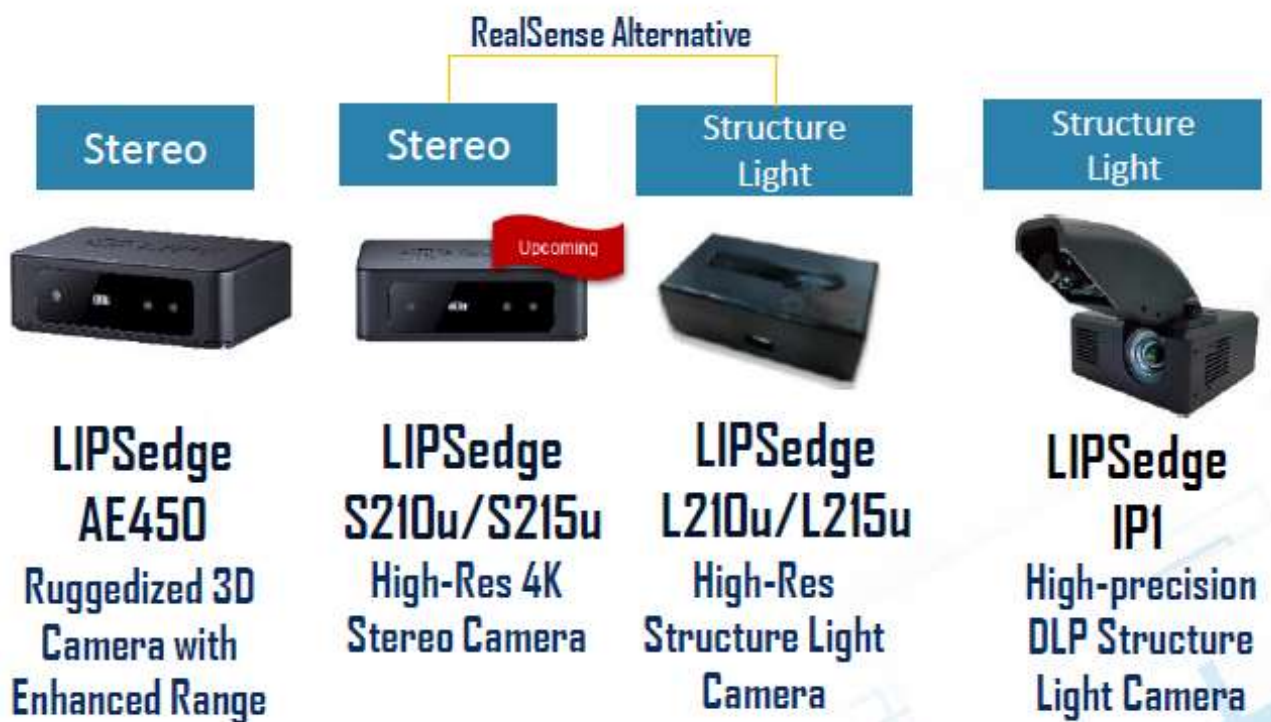 RealSense Alternative
Stereo
Stereo
Structure
Light
Structure
Light
Upcoming
LIPSedge
AE450
Ruggedized 3D
Camera with
Enhanced Range
LIPSedge
S210u/S215u
High-Res 4K
Stereo Camera
LIPSedge
L210u/L215u
High-Res
Structure Light
Camera
LIPSedge
IP1
High-precision
DLP Structure
Light Camera